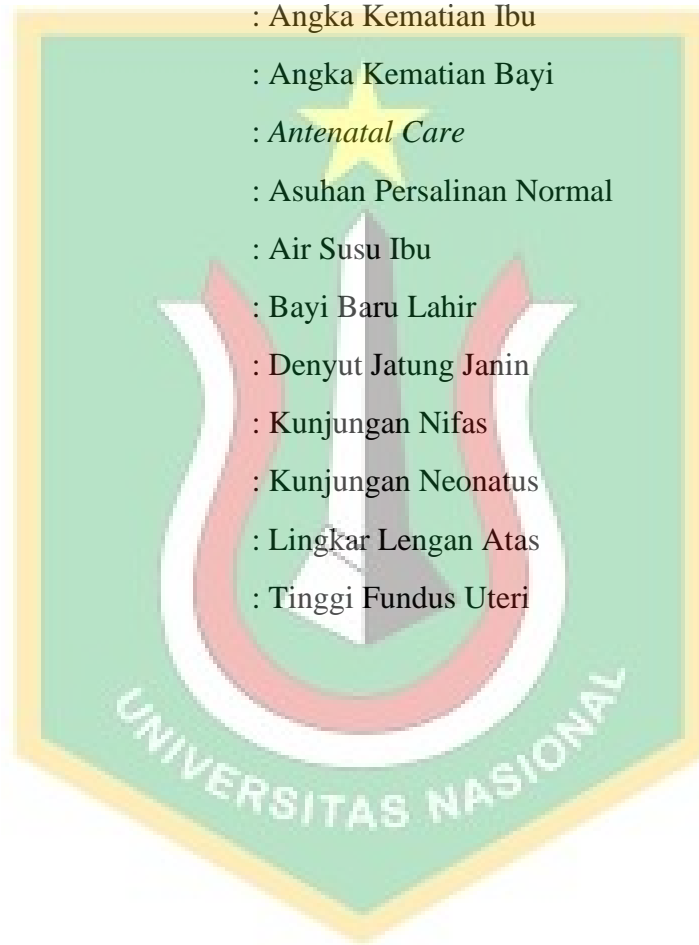 : Angka Kematian Ibu
: Angka Kematian Bayi
: Antenatal Care
: Asuhan Persalinan Normal
: Air Susu Ibu
: Bayi Baru Lahir
: Denyut Jatung Janin
: Kunjungan Nifas
: Kunjungan Neonatus
: Lingkar Lengan Atas
: Tinggi Fundus Uteri
UNIVERSITAS NASIONAL